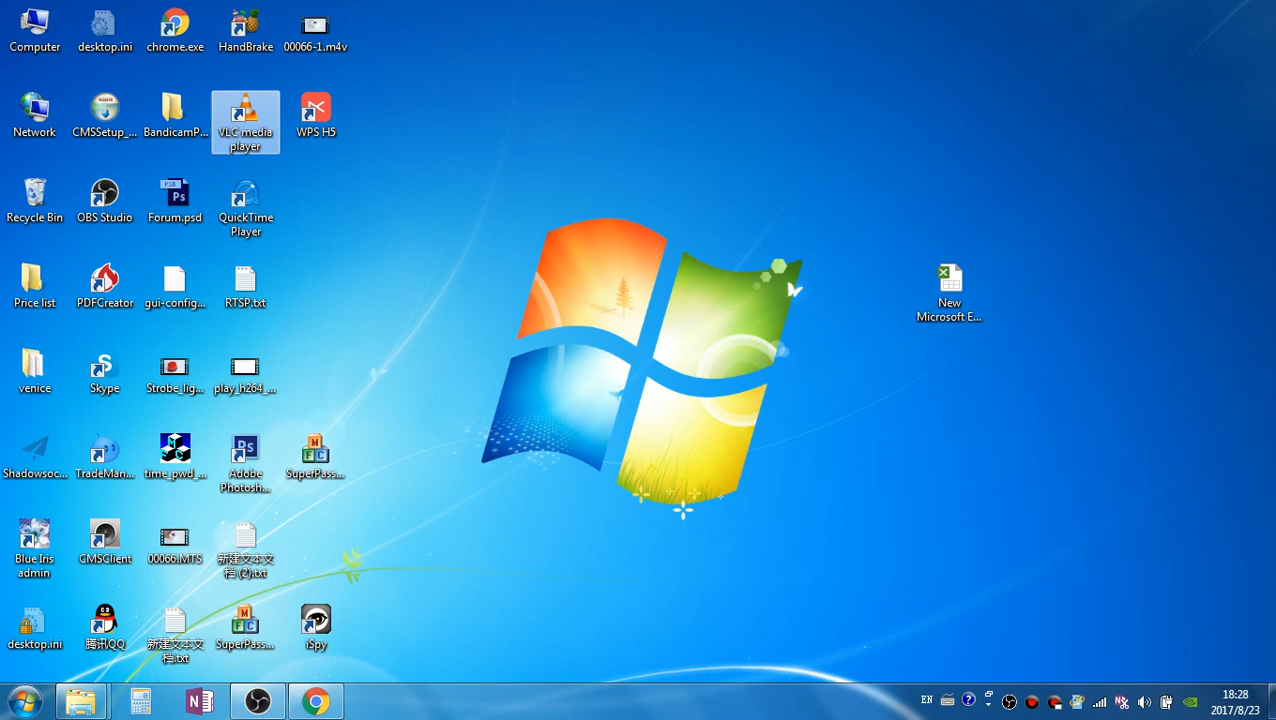 Computer
desktop.ini
chrome.exe
HandBrake
00066-1.m4v
Network
CMSSetup_...
BandicamP...
VLC media
player
WPS H5
Recycle Bin
OBS Studio
PSD
Ps
Forum.psd
QuickTime
Player
Price list
PDFCreator
gui-config...
RTSP.txt
New
Microsoft E...
venice
Skype
Strobe_lig...
play_h264_...
Shadowsoc...
TradeMan...
time_pwd_...
Ps
Adobe
Photosh...
M
F C
SuperPass...
Blue Iris
admin
CMSClient
00066.MTS
新建文本文
档 (2).txt
desktop.ini
腾讯QQ
新建文本文
档.txt
M
F C
SuperPass...
iSpy
N
EN
18:28
2017/8/23